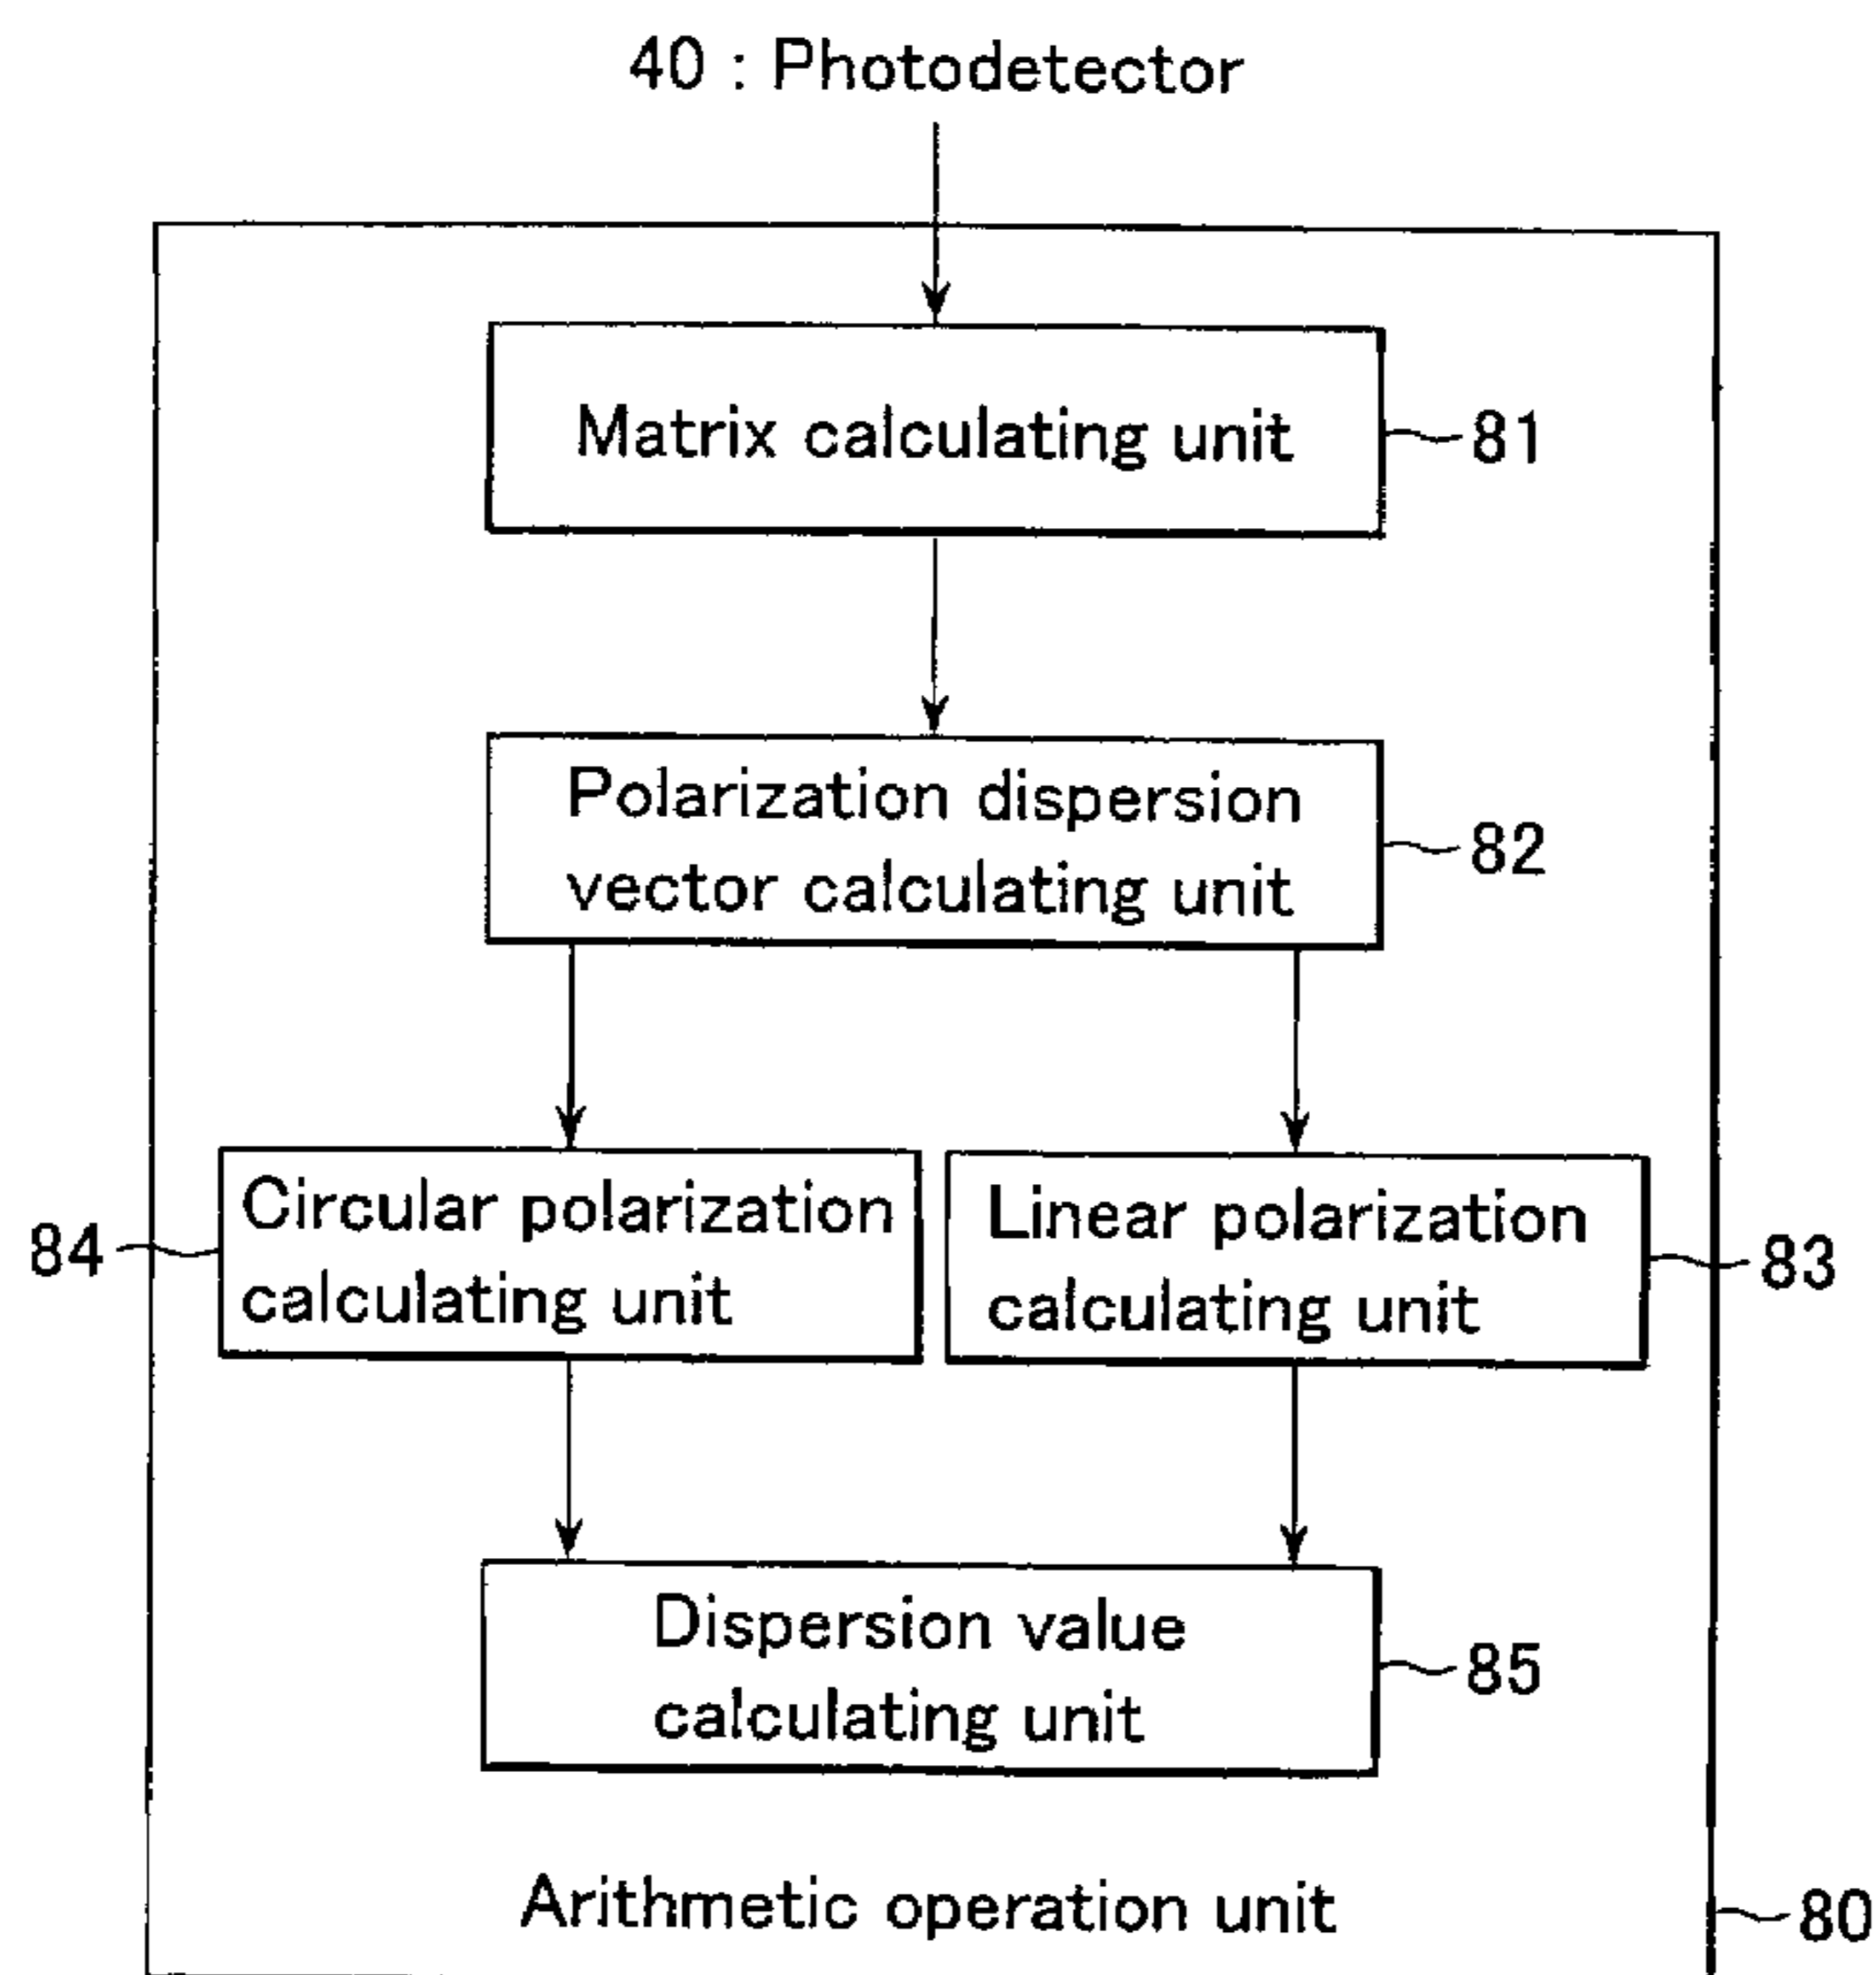 40 : Photodetector
Matrix calculating unit
81
Polarization dispersion
vector calculating unit
82
Circular polarization
calculating unit
84
Linear polarization
calculating unit
83
Dispersion value
calculating unit
85
Arithmetic operation unit
80